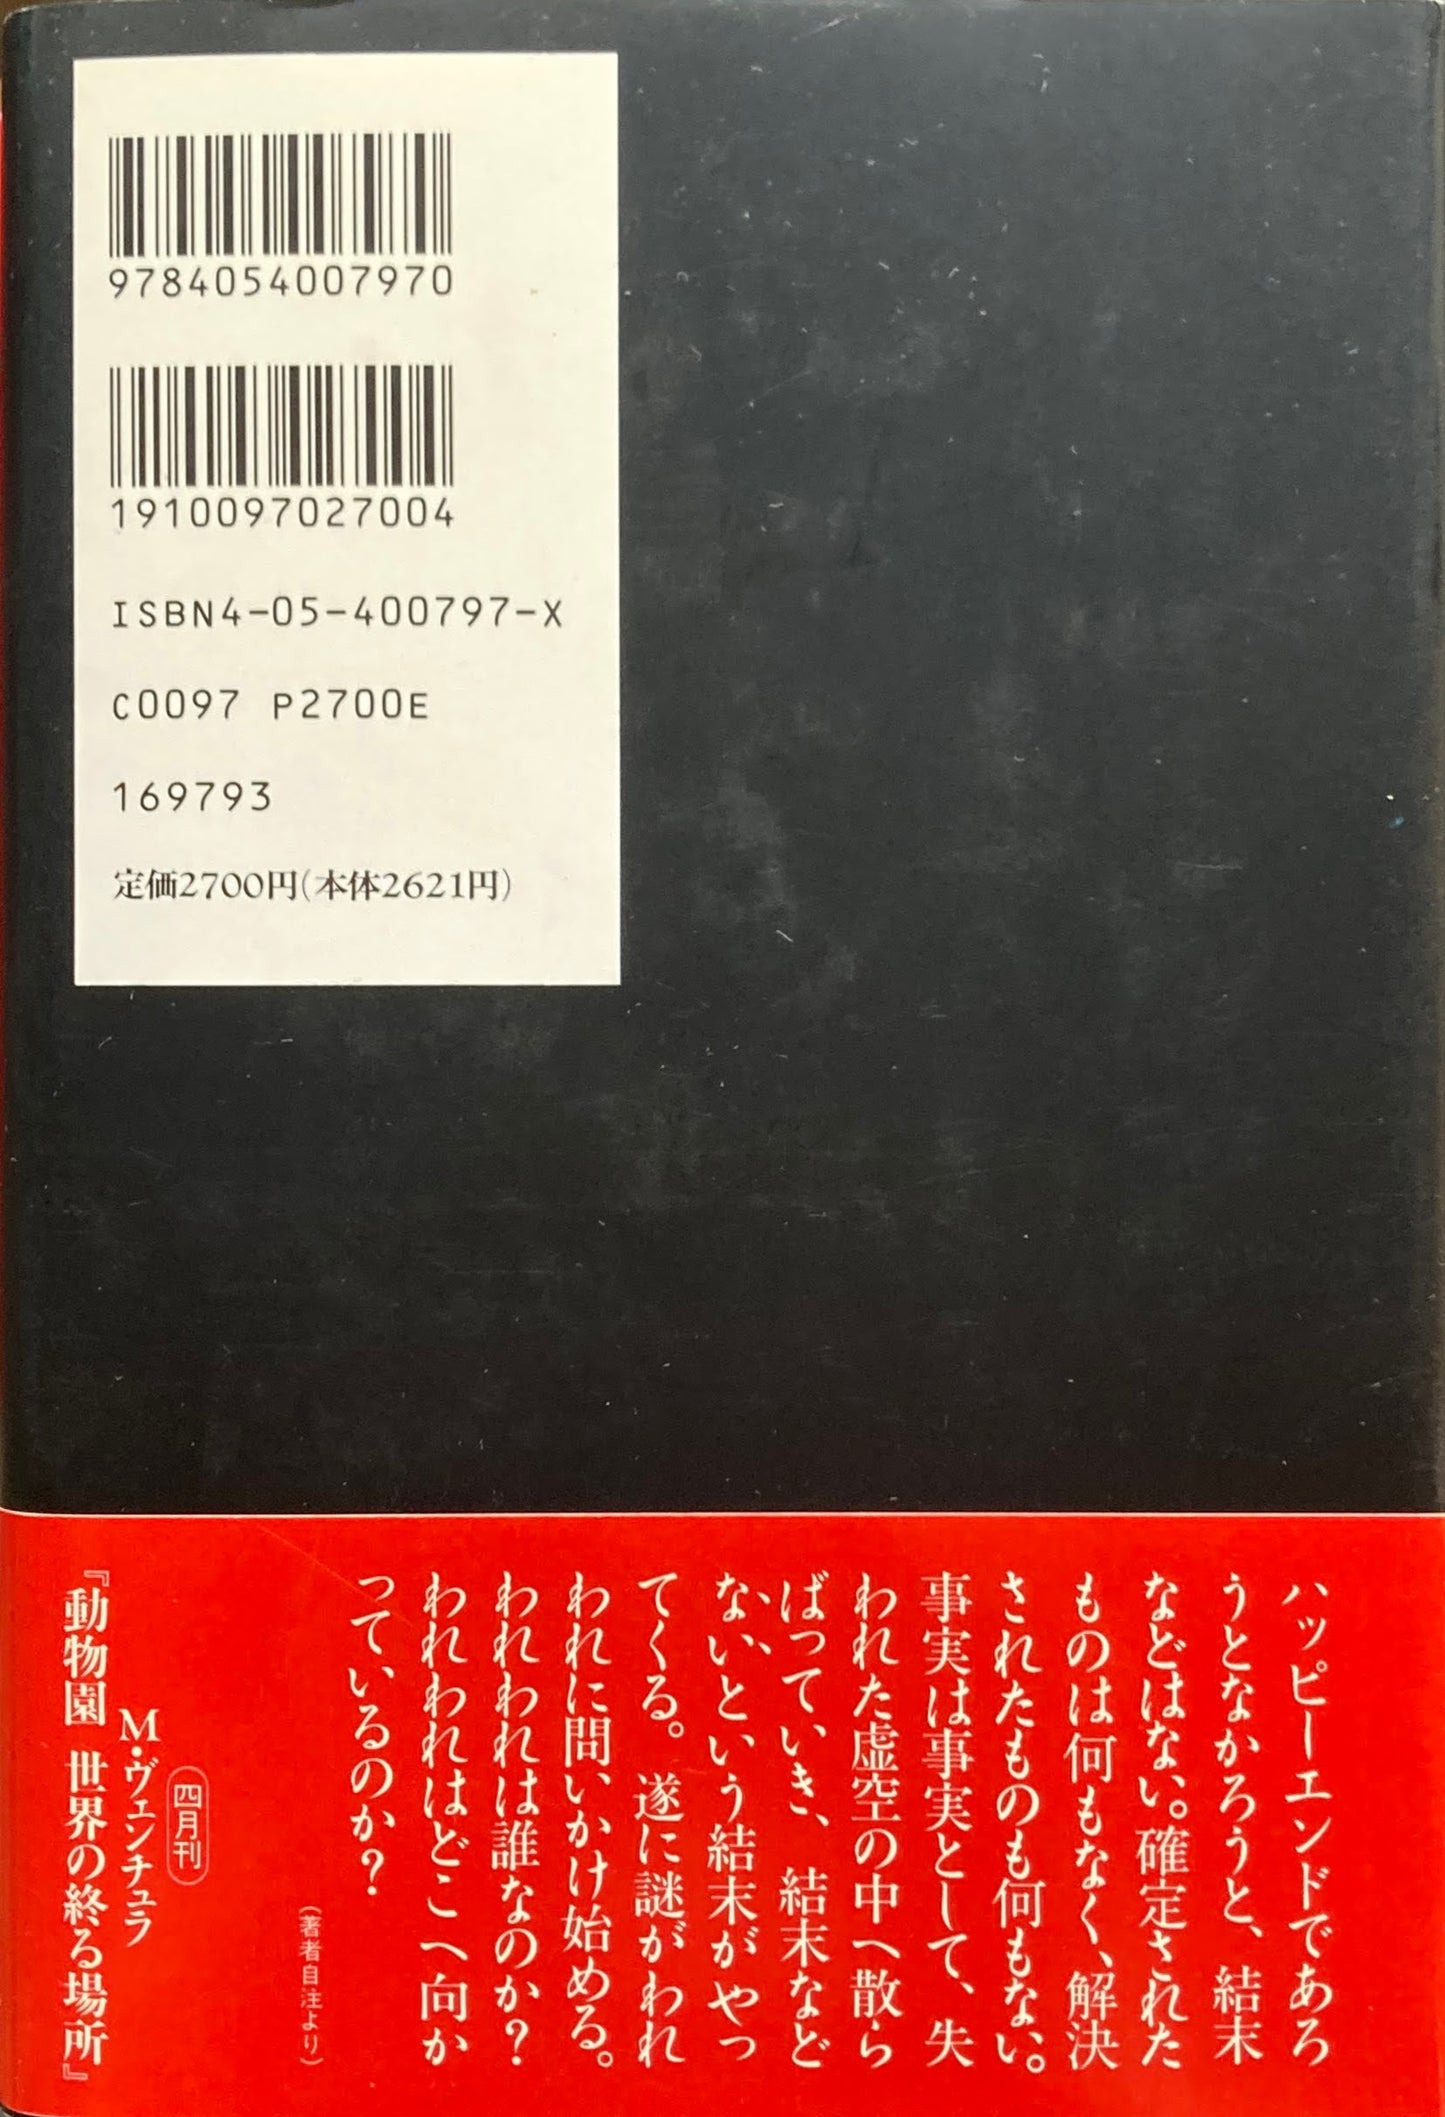 9784054007970
1910097027004
ISBN4-05-400797-X
C0097 P2700E
169793
定価2700円(本体2621円)
ハッピーエンドであろ
うとなかろうと、結末
などはない。確定された
ものは何もなく、解決
されたものも何もない。
事実は事実として、失
われた虚空の中へ散ら
ばっていき、結末など
ないという結末がやっ
てくる。遂に謎がわれ
われに問いかけ始める。
われわれは誰なのか?
われわれはどこへ向か
っているのか?
(著者自注より)
四月刊
M・ヴェンチュラ
『動物園 世界の終る場所』